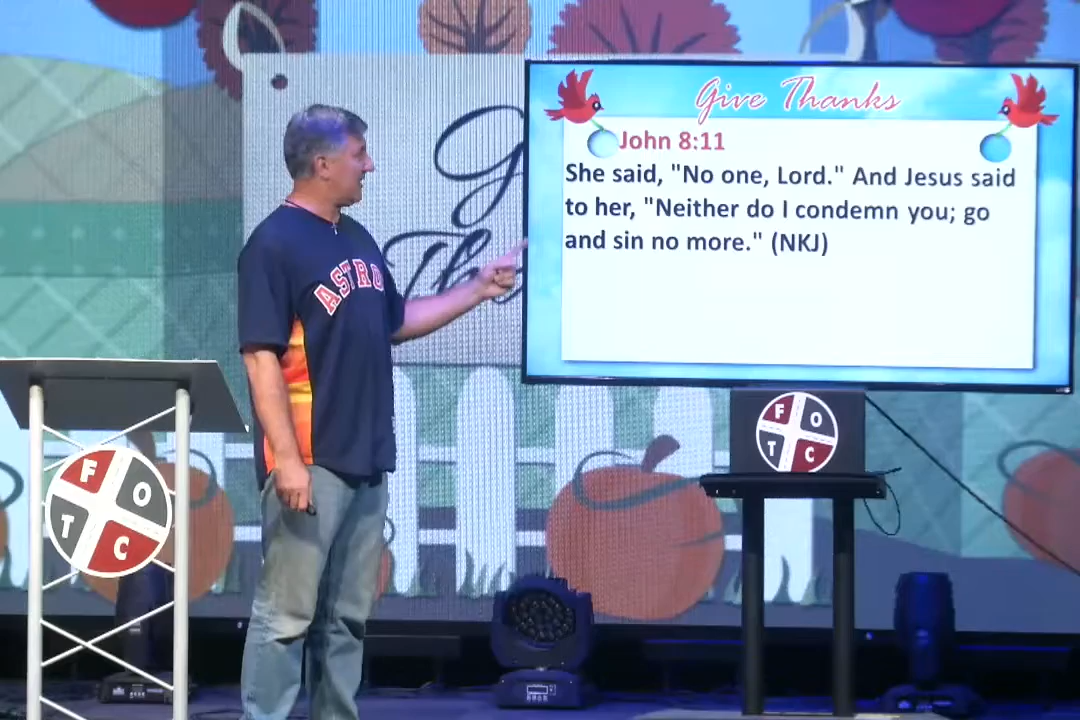 Give Thanks
John 8:11
She said, "No one, Lord." And Jesus said
to her, "Neither do I condemn you; go
and sin no more." (NKJ)
ASTRO
F O
T C
F O
T C